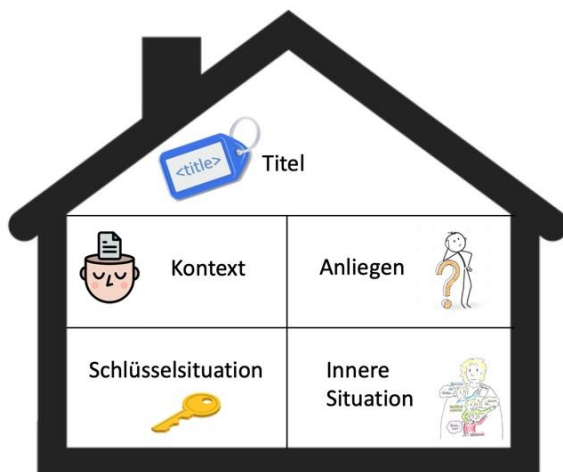 <title>
Titel
Kontext
Anliegen
Schlüsselsituation
Innere
Situation